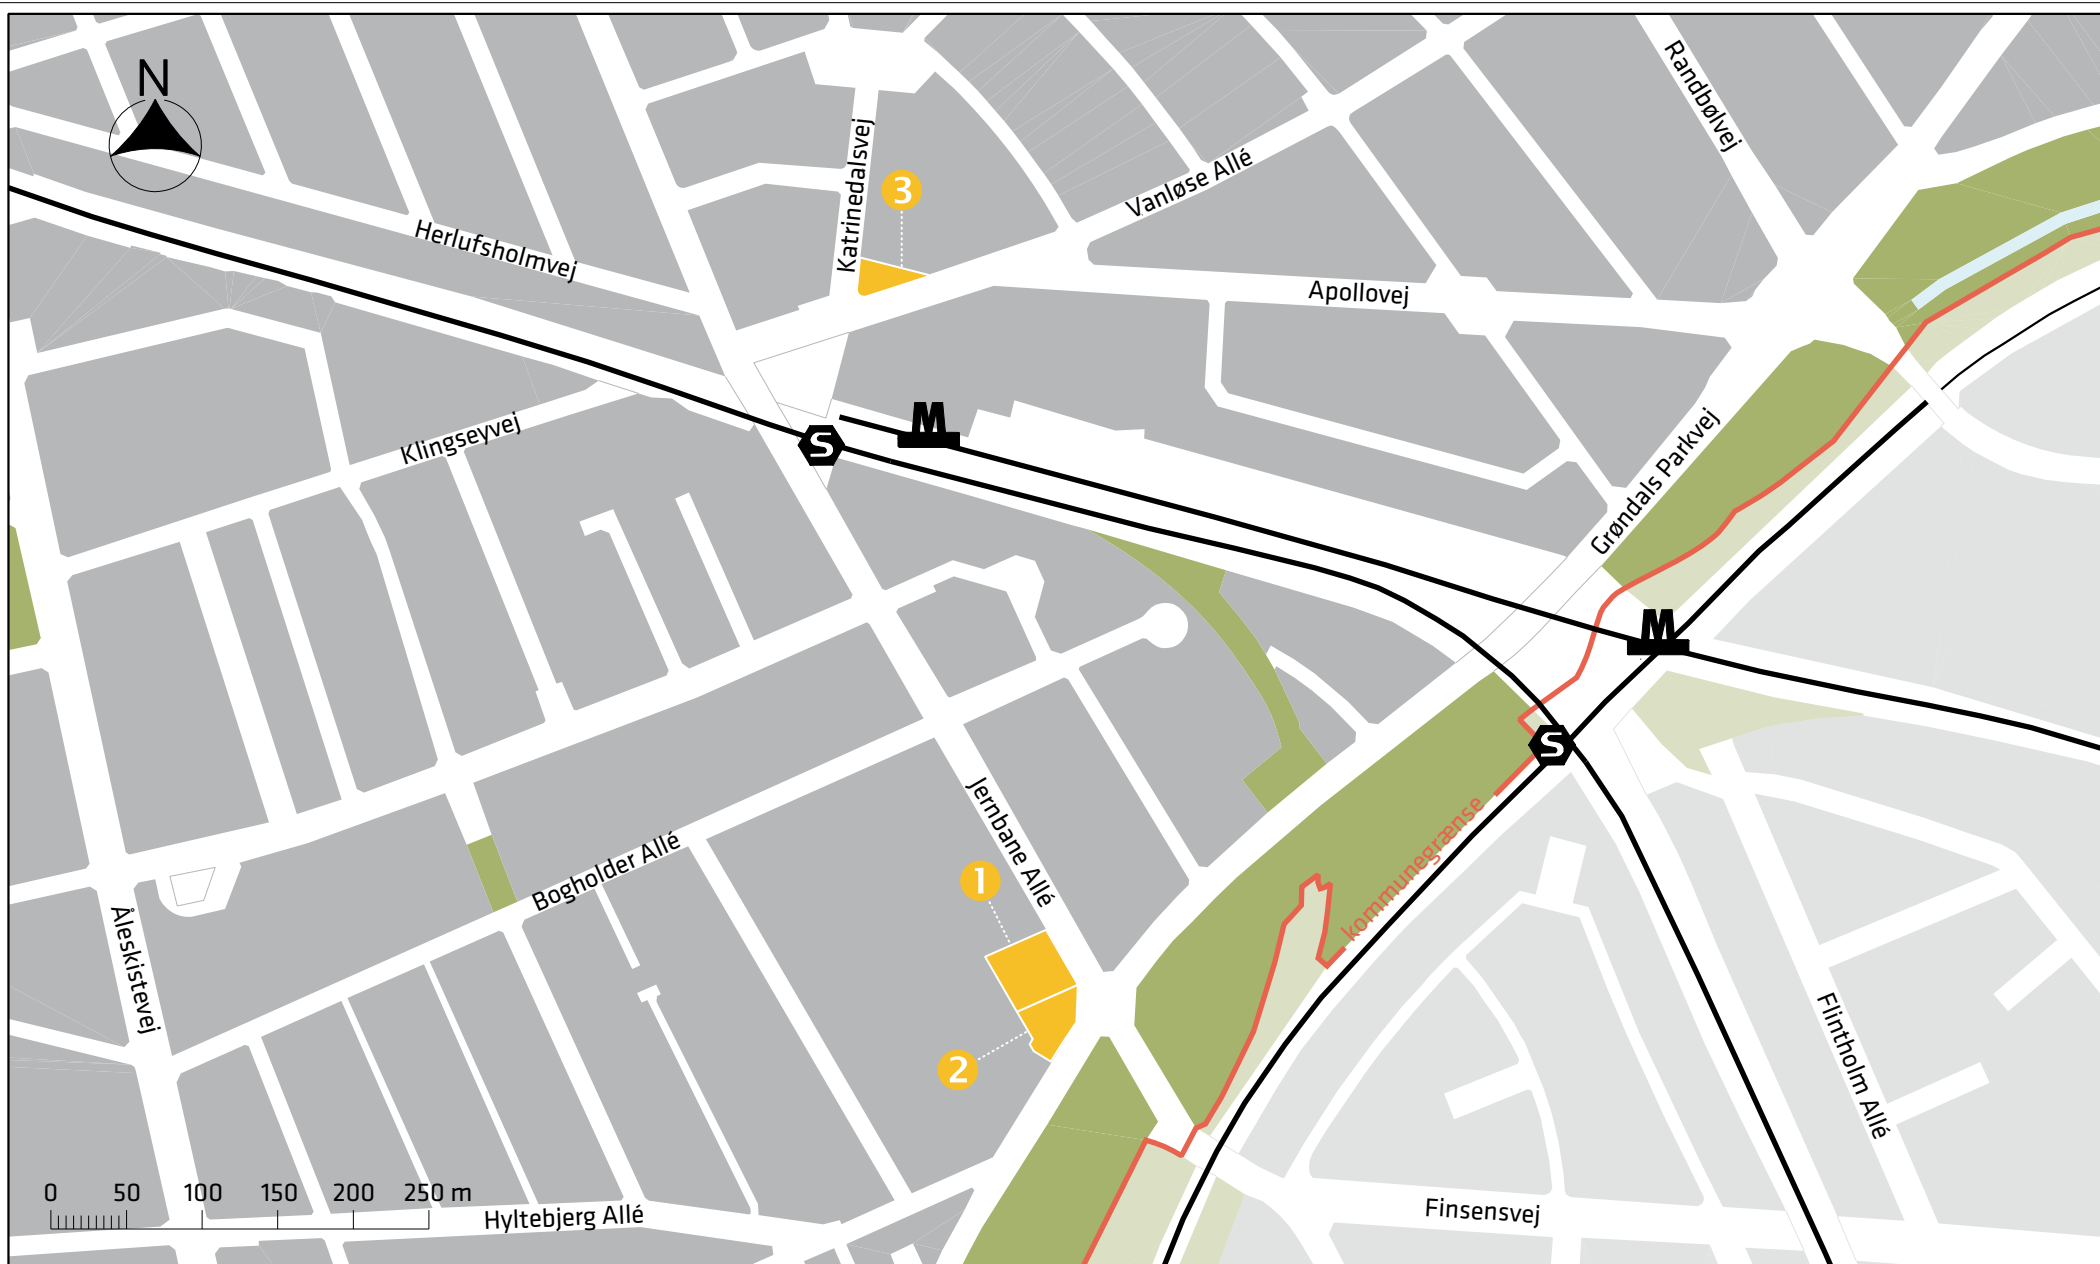 N
Randbølvej
Katrinedalsvej
3
Vanløse Allé
Herlufsholmvej
Apollovej
Klingseyvej
M
S
Grøndals Parkvej
M
S
Jernbane Allé
kommunegrænse
Bogholder Allé
1
Åleskistevej
2
Flintholm Allé
0 50 100 150 200 250 m
Hyltebjerg Allé
Finsensvej